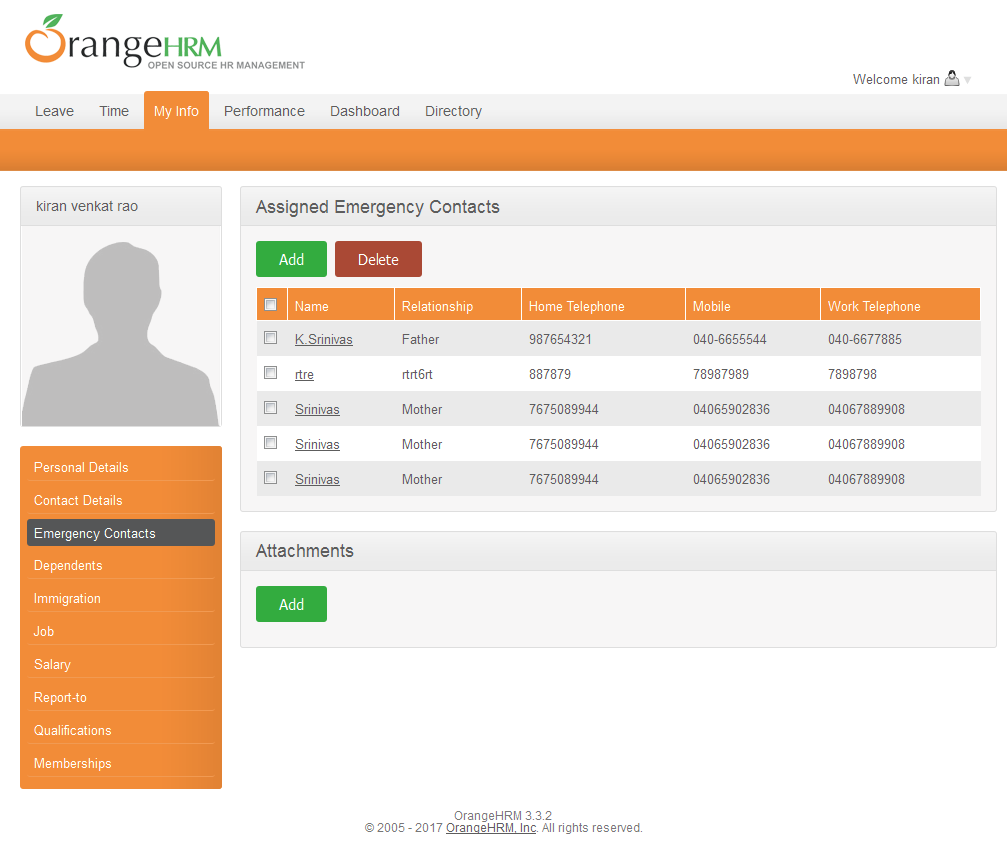 OrangeHRM
OPEN SOURCE HR MANAGEMENT
Welcome kiran
Leave Time My Info Performance Dashboard Directory
kiran venkat rao
Personal Details
Contact Details
Emergency Contacts
Dependents
Immigration
Job
Salary
Report-to
Qualifications
Memberships
Assigned Emergency Contacts
Add Delete
Name Relationship Home Telephone Mobile Work Telephone
K.Srinivas Father 987654321 040-6655544 040-6677885
rtre rtrt6rt 887879 78987989 7898798
Srinivas Mother 7675089944 04065902836 04067889908
Srinivas Mother 7675089944 04065902836 04067889908
Srinivas Mother 7675089944 04065902836 04067889908
Attachments
Add
OrangeHRM 3.3.2
© 2005 - 2017 OrangeHRM, Inc. All rights reserved.